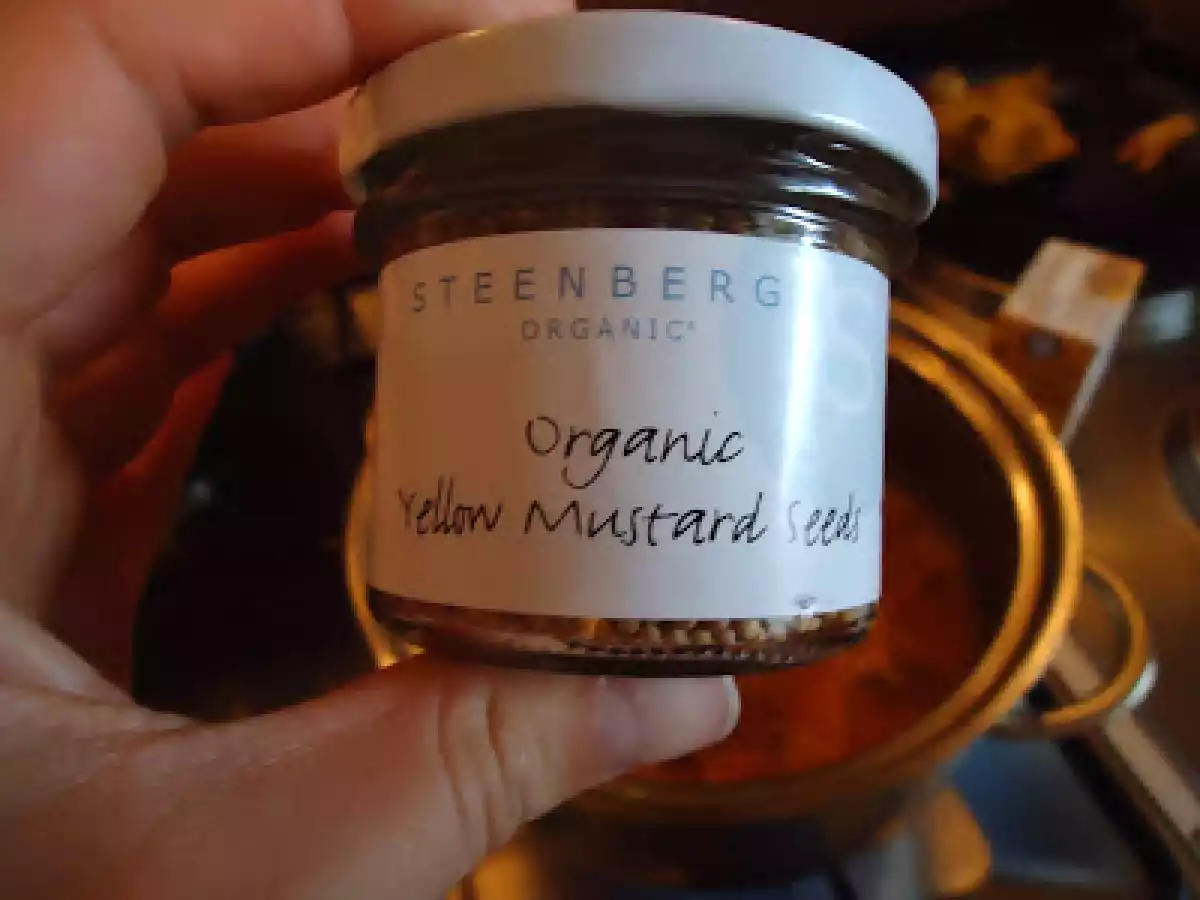 STEENBERG
ORGANIC®
Organic
Yellow Mustard Seeds